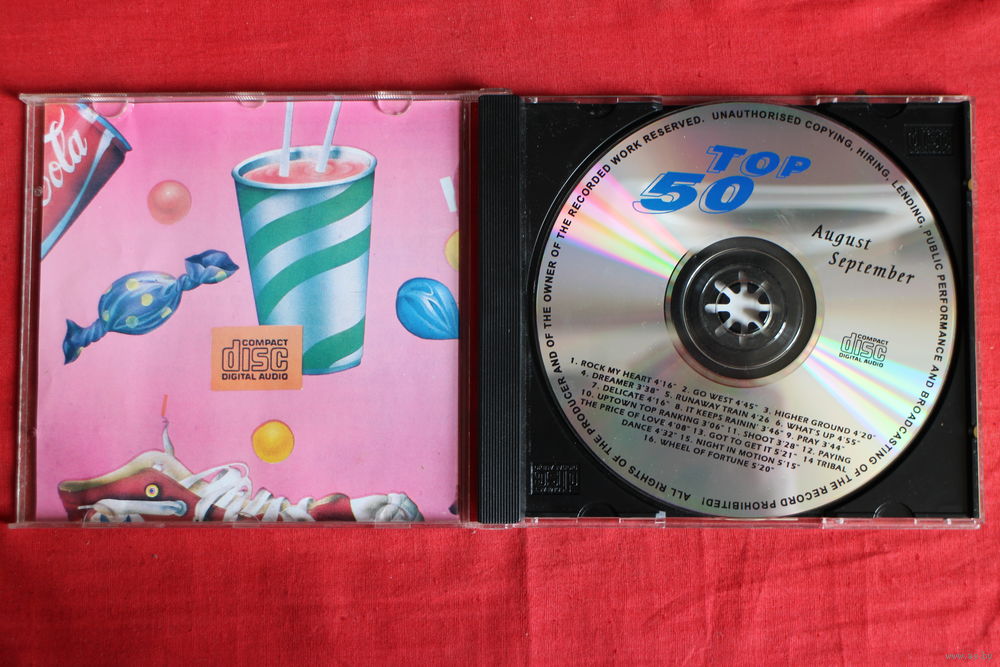 Cola
COMPACT
disc
DIGITAL AUDIO
ALL RIGHTS OF THE PRODUCER AND OF THE OWNER OF THE RECORDED WORK RESERVED. UNAUTHORISED COPYING, HIRING, LENDING, PUBLIC PERFORMANCE AND BROADCASTING OF THE RECORD PROHIBITED!
TOP
50
August
September
COMPACT
disc
DIGITAL AUDIO
1. ROCK MY HEART 4'16" 2. GO WEST 4'45" 3. HIGHER GROUND 4'20"
4. DREAMER 3'38" 5. RUNAWAY TRAIN 4'26 6. WHAT'S UP 4'55"
7. DELICATE 4'16" 8. IT KEEPS RAININ' 3'46" 9. PRAY 3'44"
10. UPTOWN TOP RANKING 3'06" 11. SHOOT 3'28" 12. PAYING
THE PRICE OF LOVE 4'08" 13. GOT TO GET IT 5'21" 14 TRIBAL
DANCE 4'32" 15. NIGHT IN MOTION 5'15"
16. WHEEL OF FORTUNE 5'20"